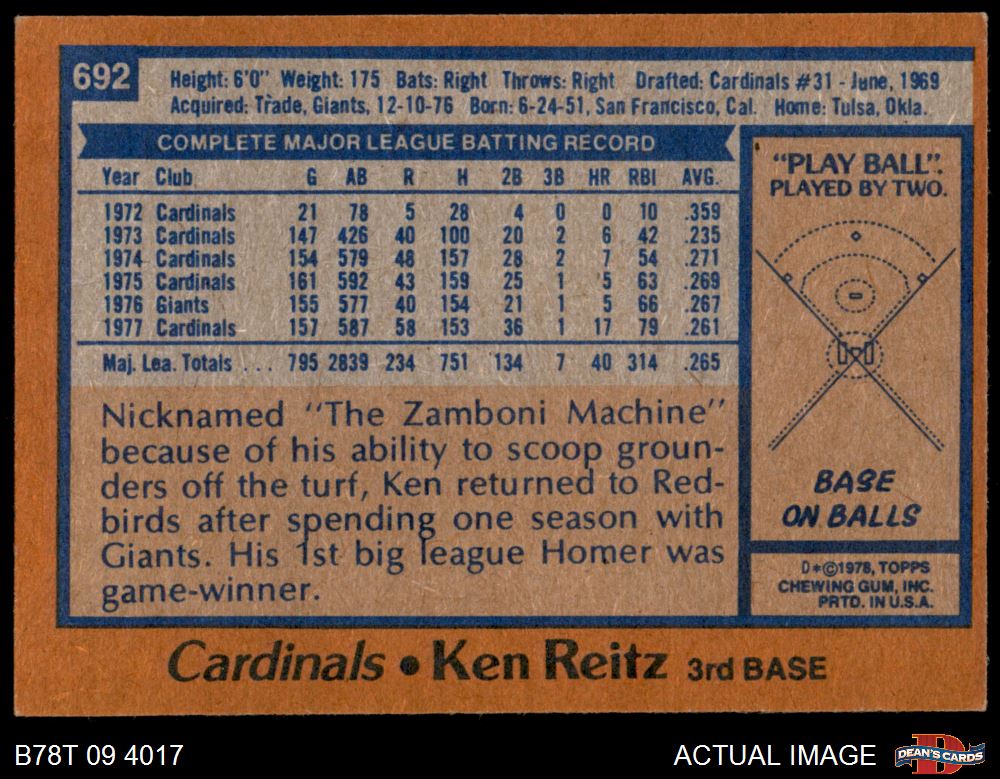 692
Height: 6'0" Weight: 175 Bats: Right Throws: Right Drafted: Cardinals #31 - June, 1969
Acquired: Trade, Giants, 12-10-76 Born: 6-24-51, San Francisco, Cal. Home: Tulsa, Okla.
COMPLETE MAJOR LEAGUE BATTING RECORD
Year Club G AB R H 2B 3B HR RBI AVG.
1972 Cardinals 21 78 5 28 4 0 0 10 .359
1973 Cardinals 147 426 40 100 20 2 6 42 .235
1974 Cardinals 154 579 48 157 28 2 7 54 .271
1975 Cardinals 161 592 43 159 25 1 5 63 .269
1976 Giants 155 577 40 154 21 1 5 66 .267
1977 Cardinals 157 587 58 153 36 1 17 79 .261
Maj. Lea. Totals . . . 795 2839 234 751 134 7 40 314 .265
Nicknamed "The Zamboni Machine"
because of his ability to scoop groun-
ders off the turf, Ken returned to Red-
birds after spending one season with
Giants. His 1st big league Homer was
game-winner.
"PLAY BALL":
PLAYED BY TWO.
BASE
ON BALLS
D*©1978, TOPPS
CHEWING GUM, INC.
PRTD. IN U.S.A.
Cardinals • Ken Reitz 3rd BASE
B78T 09 4017
ACTUAL IMAGE
D
DEAN'S CARDS